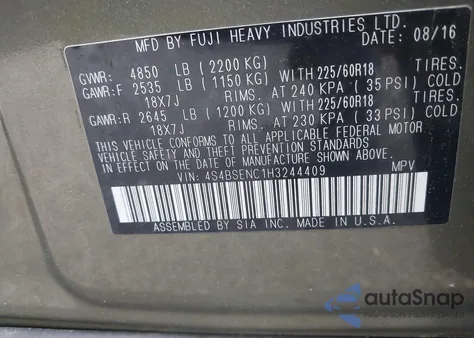 MFD BY FUJI HEAVY INDUSTRIES LTD.
DATE: 08/16
GVWR: 4850 LB (2200 KG)
GAWR:F 2535 LB (1150 KG) WITH 225/60R18 TIRES.
18X7J RIMS. AT 240 KPA (35 PSI) COLD
GAWR:R 2645 LB (1200 KG) WITH 225/60R18 TIRES.
18X7J RIMS. AT 230 KPA (33 PSI) COLD
THIS VEHICLE CONFORMS TO ALL APPLICABLE FEDERAL MOTOR
VEHICLE SAFETY AND THEFT PREVENTION STANDARDS
IN EFFECT ON THE DATE OF MANUFACTURE SHOWN ABOVE.
VIN: 4S4BSENC1H3244409 MPV
ASSEMBLED BY SIA INC. MADE IN U.S.A.
autoSnap